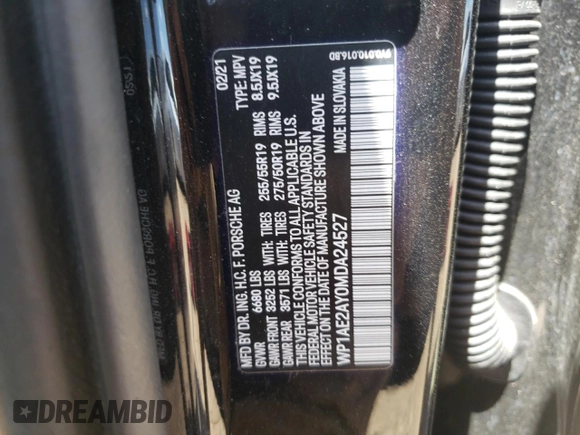 MFD BY DR. ING. H.C. F. PORSCHE AG 02/21
GVWR 6680 LBS TYPE: MPV
GAWR FRONT 3252 LBS WITH: TIRES 255/55R19 RIMS 8.5JX19
GAWR REAR 3571 LBS WITH: TIRES 275/50R19 RIMS 9.5JX19
THIS VEHICLE CONFORMS TO ALL APPLICABLE U.S.
FEDERAL MOTOR VEHICLE SAFETY STANDARDS IN
EFFECT ON THE DATE OF MANUFACTURE SHOWN ABOVE
WP1AE2AY0MDA24527 MADE IN SLOVAKIA
9Y0.010.016.BD
DREAMBID